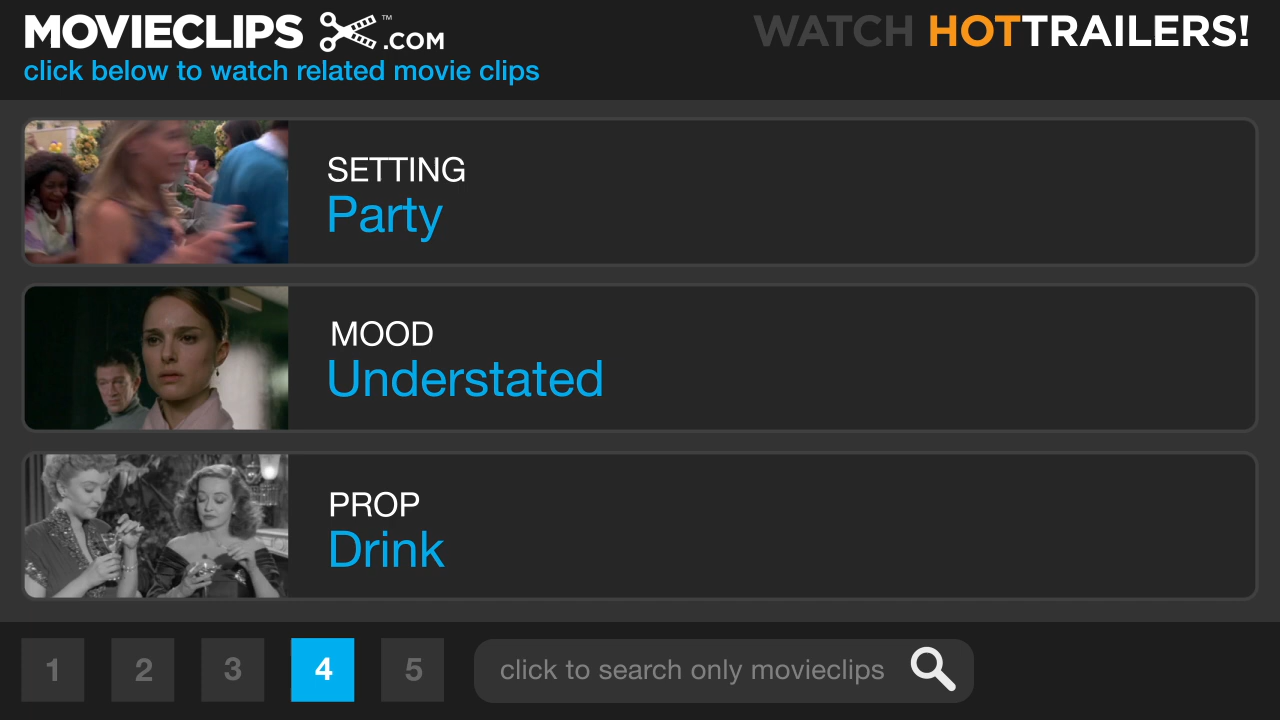 MOVIECLIPS ™ .COM
WATCH HOTTRAILERS!
click below to watch related movie clips
SETTING
Party
MOOD
Understated
PROP
Drink
1 2 3 4 5 click to search only movieclips